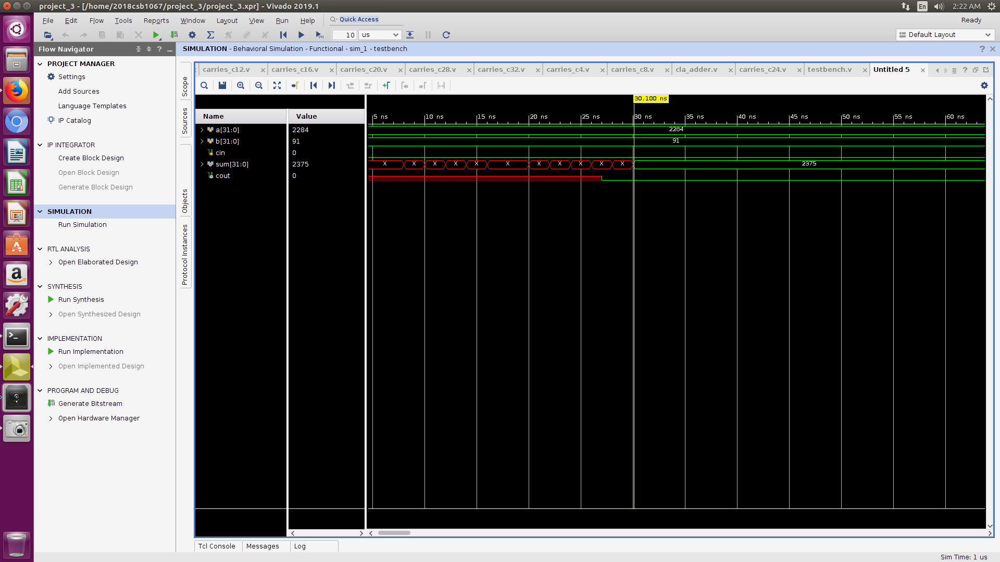 project_3 - [/home/2018csb1067/project_3/project_3.xpr] - Vivado 2019.1
En
2:22 AM
File Edit Flow Tools Reports Window Layout View Run Help
Quick Access
Ready
10 us
Default Layout
Flow Navigator
SIMULATION - Behavioral Simulation - Functional - sim_1 - testbench
PROJECT MANAGER
Settings
Add Sources
Language Templates
IP Catalog
IP INTEGRATOR
Create Block Design
Open Block Design
Generate Block Design
SIMULATION
Run Simulation
RTL ANALYSIS
Open Elaborated Design
SYNTHESIS
Run Synthesis
Open Synthesized Design
IMPLEMENTATION
Run Implementation
Open Implemented Design
PROGRAM AND DEBUG
Generate Bitstream
Open Hardware Manager
Scope
Sources
Objects
Protocol Instances
carries_c12.v carries_c16.v carries_c20.v carries_c28.v carries_c32.v carries_c4.v carries_c8.v cla_adder.v carries_c24.v testbench.v Untitled 5
30.100 ns
Name Value
5 ns 10 ns 15 ns 20 ns 25 ns 30 ns 35 ns 40 ns 45 ns 50 ns 55 ns 60 ns
a[31:0] 2284 2284
b[31:0] 91 91
cin 0
sum[31:0] 2375 X X X X X X X X X X X 2375
cout 0
Tcl Console Messages Log
Sim Time: 1 us